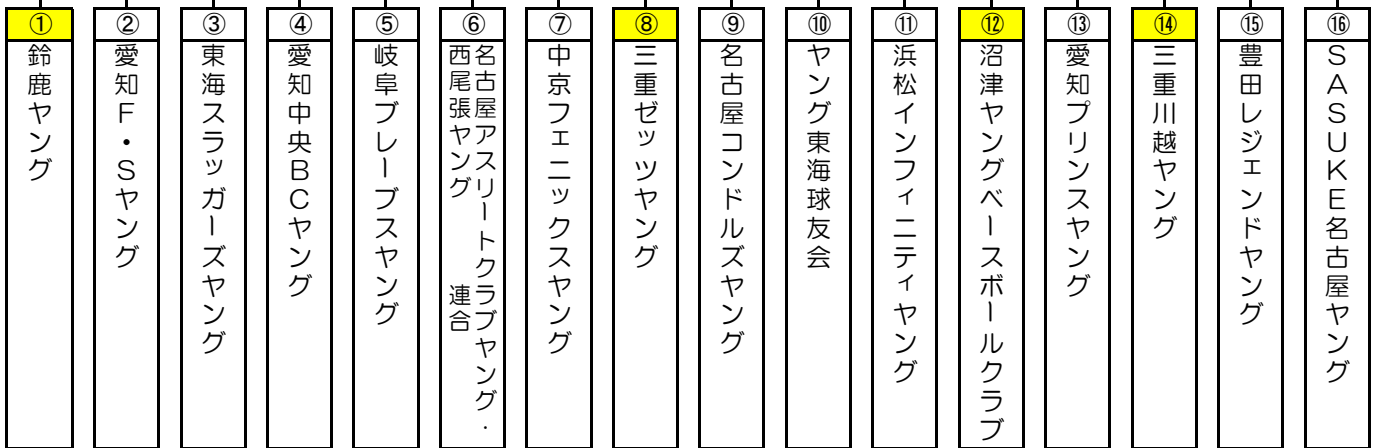 ①
鈴鹿ヤング
②
愛知F・Sヤング
③
東海スラッガーズヤング
④
愛知中央BCヤング
⑤
岐阜ブレーブスヤング
⑥
名古屋アスリートクラブヤング・
西尾張ヤング　連合
⑦
中京フェニックスヤング
⑧
三重ゼッツヤング
⑨
名古屋コンドルズヤング
⑩
ヤング東海球友会
⑪
浜松インフィニティヤング
⑫
沼津ヤングベースボールクラブ
⑬
愛知プリンスヤング
⑭
三重川越ヤング
⑮
豊田レジェンドヤング
⑯
SASUKE名古屋ヤング